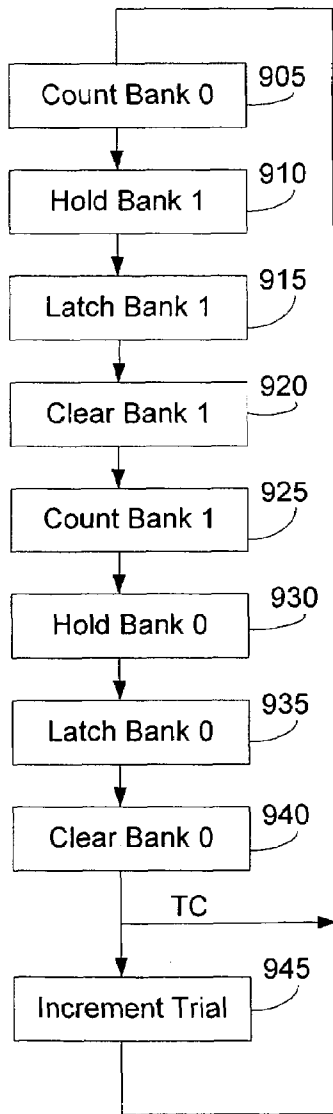 Count Bank 0
905
Hold Bank 1
910
Latch Bank 1
915
Clear Bank 1
920
Count Bank 1
925
Hold Bank 0
930
Latch Bank 0
935
Clear Bank 0
940
TC
Increment Trial
945